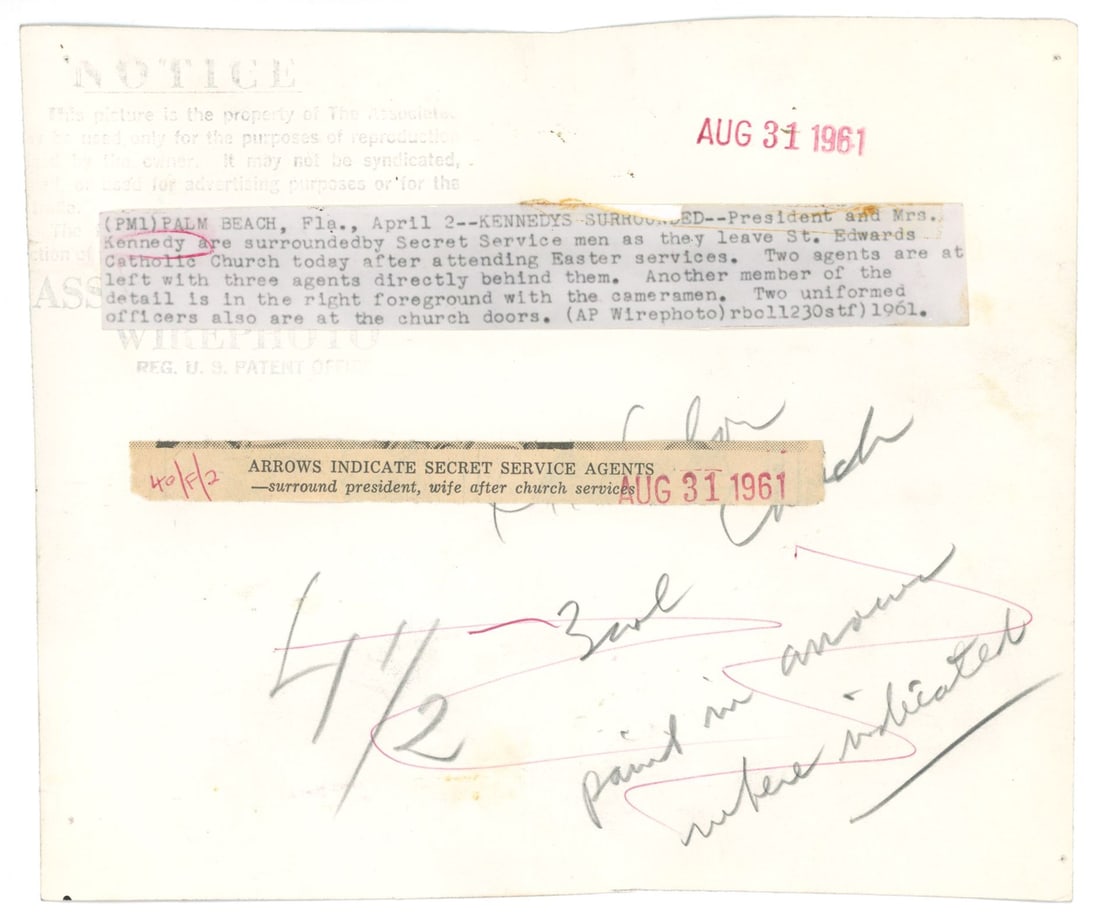 NOTICE
This picture is the property of The Associated
be used only for the purposes of reproduction
by the owner. It may not be syndicated,
or used for advertising purposes or for the
AUG 31 1961
(PM1)PALM BEACH, Fla., April 2--KENNEDYS SURROUNDED--President and Mrs.
Kennedy are surroundedby Secret Service men as they leave St. Edwards
Catholic Church today after attending Easter services. Two agents are at
left with three agents directly behind them. Another member of the
detail is in the right foreground with the cameramen. Two uniformed
officers also are at the church doors. (AP Wirephoto)rbc11230stf)1961.
ASS
WIREPHOTO
REG. U. S. PATENT OFFICE
40/F/2
ARROWS INDICATE SECRET SERVICE AGENTS
—surround president, wife after church services
AUG 31 1961
4 1/2
3 col
paint in arrows
where indicated